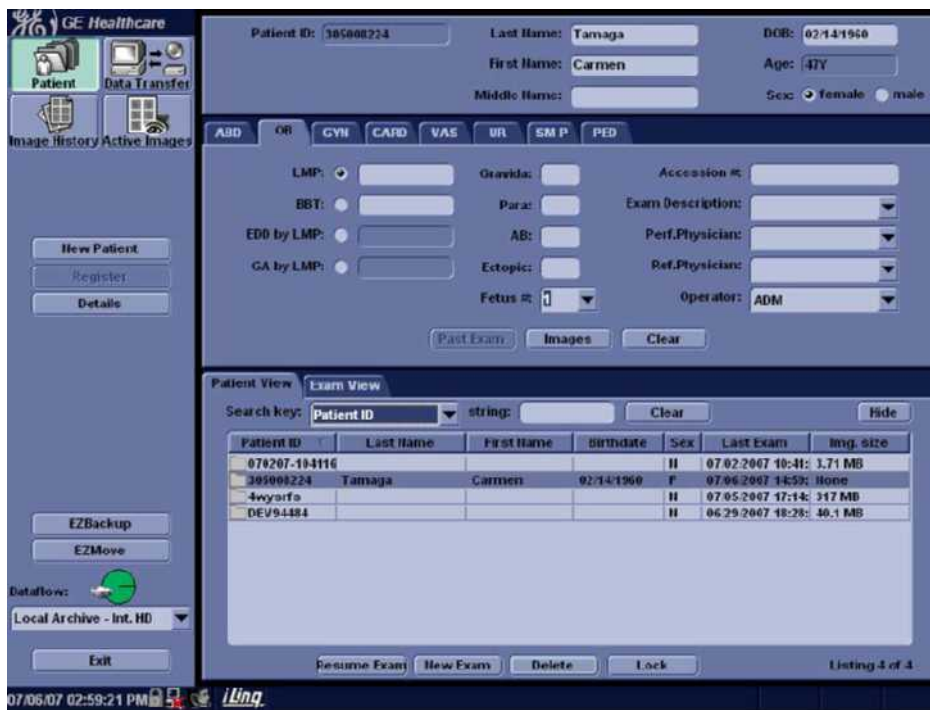 GE Healthcare
Patient
Data Transfer
Image History
Active Images
New Patient
Register
Details
EZBackup
EZMove
Dataflow:
Local Archive - Int. HD
Exit
Patient ID: 305008224
Last Name: Tamaga
DOB: 02/14/1960
First Name: Carmen
Age: 47Y
Middle Name:
Sex: female male
ABD OB GYN CARD VAS UR SM P PED
LMP: Gravida: Accession #:
BBT: Para: Exam Description:
EDD by LMP: AB: Perf.Physician:
GA by LMP: Ectopic: Ref.Physician:
Fetus #: 1 Operator: ADM
Past Exam Images Clear
Patient View Exam View
Search key: Patient ID string: Clear Hide
Patient ID Last Name First Name Birthdate Sex Last Exam Img. size
070207-104116 N 07/02/2007 10:41: 3.71 MB
305008224 Tamaga Carmen 02/14/1960 F 07/06/2007 14:59: None
N 07/05/2007 17:14: 317 MB
DEV94484 N 06/29/2007 18:28: 40.1 MB
Resume Exam New Exam Delete Lock Listing 4 of 4
07/06/07 02:59:21 PM iLinq